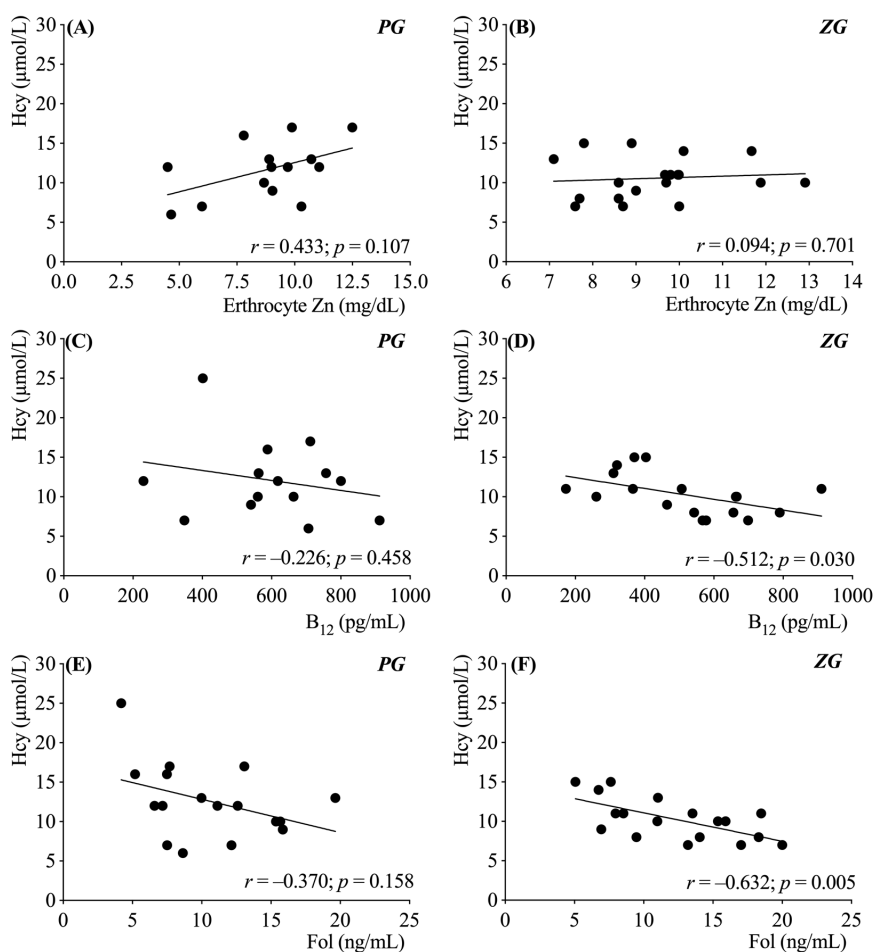 (A) PG
Hcy (μmol/L)
30
25
20
15
10
5
0
r = 0.433; p = 0.107
0.0 2.5 5.0 7.5 10.0 12.5 15.0
Erthrocyte Zn (mg/dL)
(B) ZG
Hcy (μmol/L)
30
25
20
15
10
5
0
r = 0.094; p = 0.701
6 7 8 9 10 11 12 13 14
Erthrocyte Zn (mg/dL)
(C) PG
Hcy (μmol/L)
30
25
20
15
10
5
0
r = –0.226; p = 0.458
0 200 400 600 800 1000
B12 (pg/mL)
(D) ZG
Hcy (μmol/L)
30
25
20
15
10
5
0
r = –0.512; p = 0.030
0 200 400 600 800 1000
B12 (pg/mL)
(E) PG
Hcy (μmol/L)
30
25
20
15
10
5
0
r = –0.370; p = 0.158
0 5 10 15 20 25
Fol (ng/mL)
(F) ZG
Hcy (μmol/L)
30
25
20
15
10
5
0
r = –0.632; p = 0.005
0 5 10 15 20 25
Fol (ng/mL)